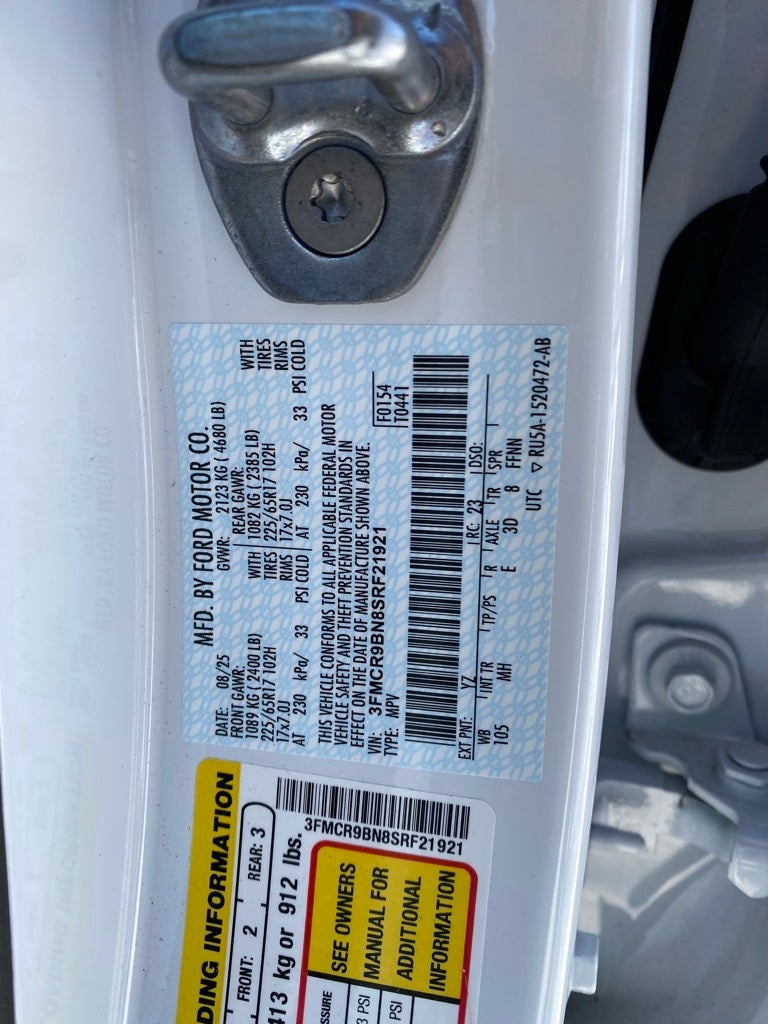 MFD. BY FORD MOTOR CO.
DATE: 08/25 GVWR: 2123 KG ( 4680 LB)
FRONT GAWR: REAR GAWR:
1089 KG ( 2400 LB) WITH 1082 KG ( 2385 LB) WITH
225/65R17 102H TIRES 225/65R17 102H TIRES
17x7.0J RIMS 17x7.0J RIMS
AT 230 kPa/ 33 PSI COLD AT 230 kPa/ 33 PSI COLD
THIS VEHICLE CONFORMS TO ALL APPLICABLE FEDERAL MOTOR
VEHICLE SAFETY AND THEFT PREVENTION STANDARDS IN
EFFECT ON THE DATE OF MANUFACTURE SHOWN ABOVE.
VIN: 3FMCR9BN8SRF21921 F0154
TYPE: MPV T0441
EXT PNT: YZ RC: 23 DSO:
WB INT TR TP/PS R AXLE TR SPR
105 MH E 3D 8 FFNN
UTC ▽ RU5A-1520472-AB
3FMCR9BN8SRF21921
DING INFORMATION
FRONT: 2 REAR: 3
413 kg or 912 lbs.
SEE OWNERS
MANUAL FOR
ADDITIONAL
INFORMATION
SSURE
3 PSI
PSI